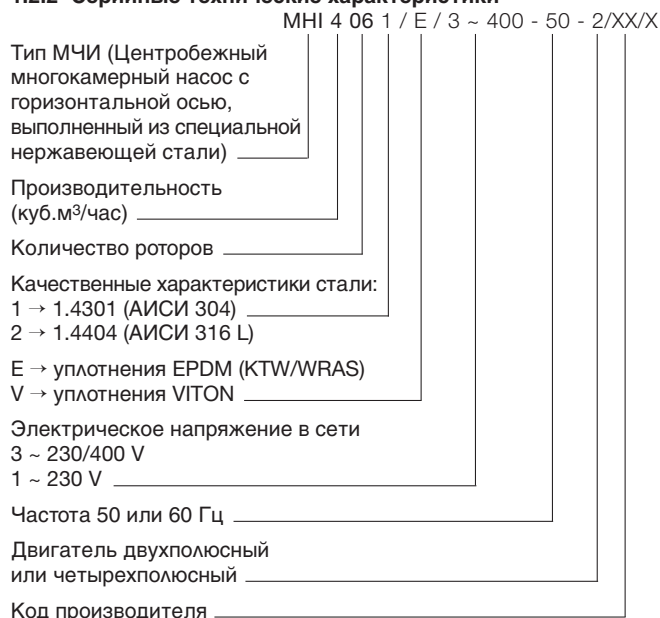 MHI 4 06 1 / E / 3 ~ 400 - 50 - 2/XX/X
Тип МЧИ (Центробежный
многокамерный насос с
горизонтальной осью,
выполненный из специальной
нержавеющей стали)
Производительность
(куб.м³/час)
Количество роторов
Качественные характеристики стали:
1 → 1.4301 (АИСИ 304)
2 → 1.4404 (АИСИ 316 L)
E → уплотнения EPDM (KTW/WRAS)
V → уплотнения VITON
Электрическое напряжение в сети
3 ~ 230/400 V
1 ~ 230 V
Частота 50 или 60 Гц
Двигатель двухполюсный
или четырехполюсный
Код производителя